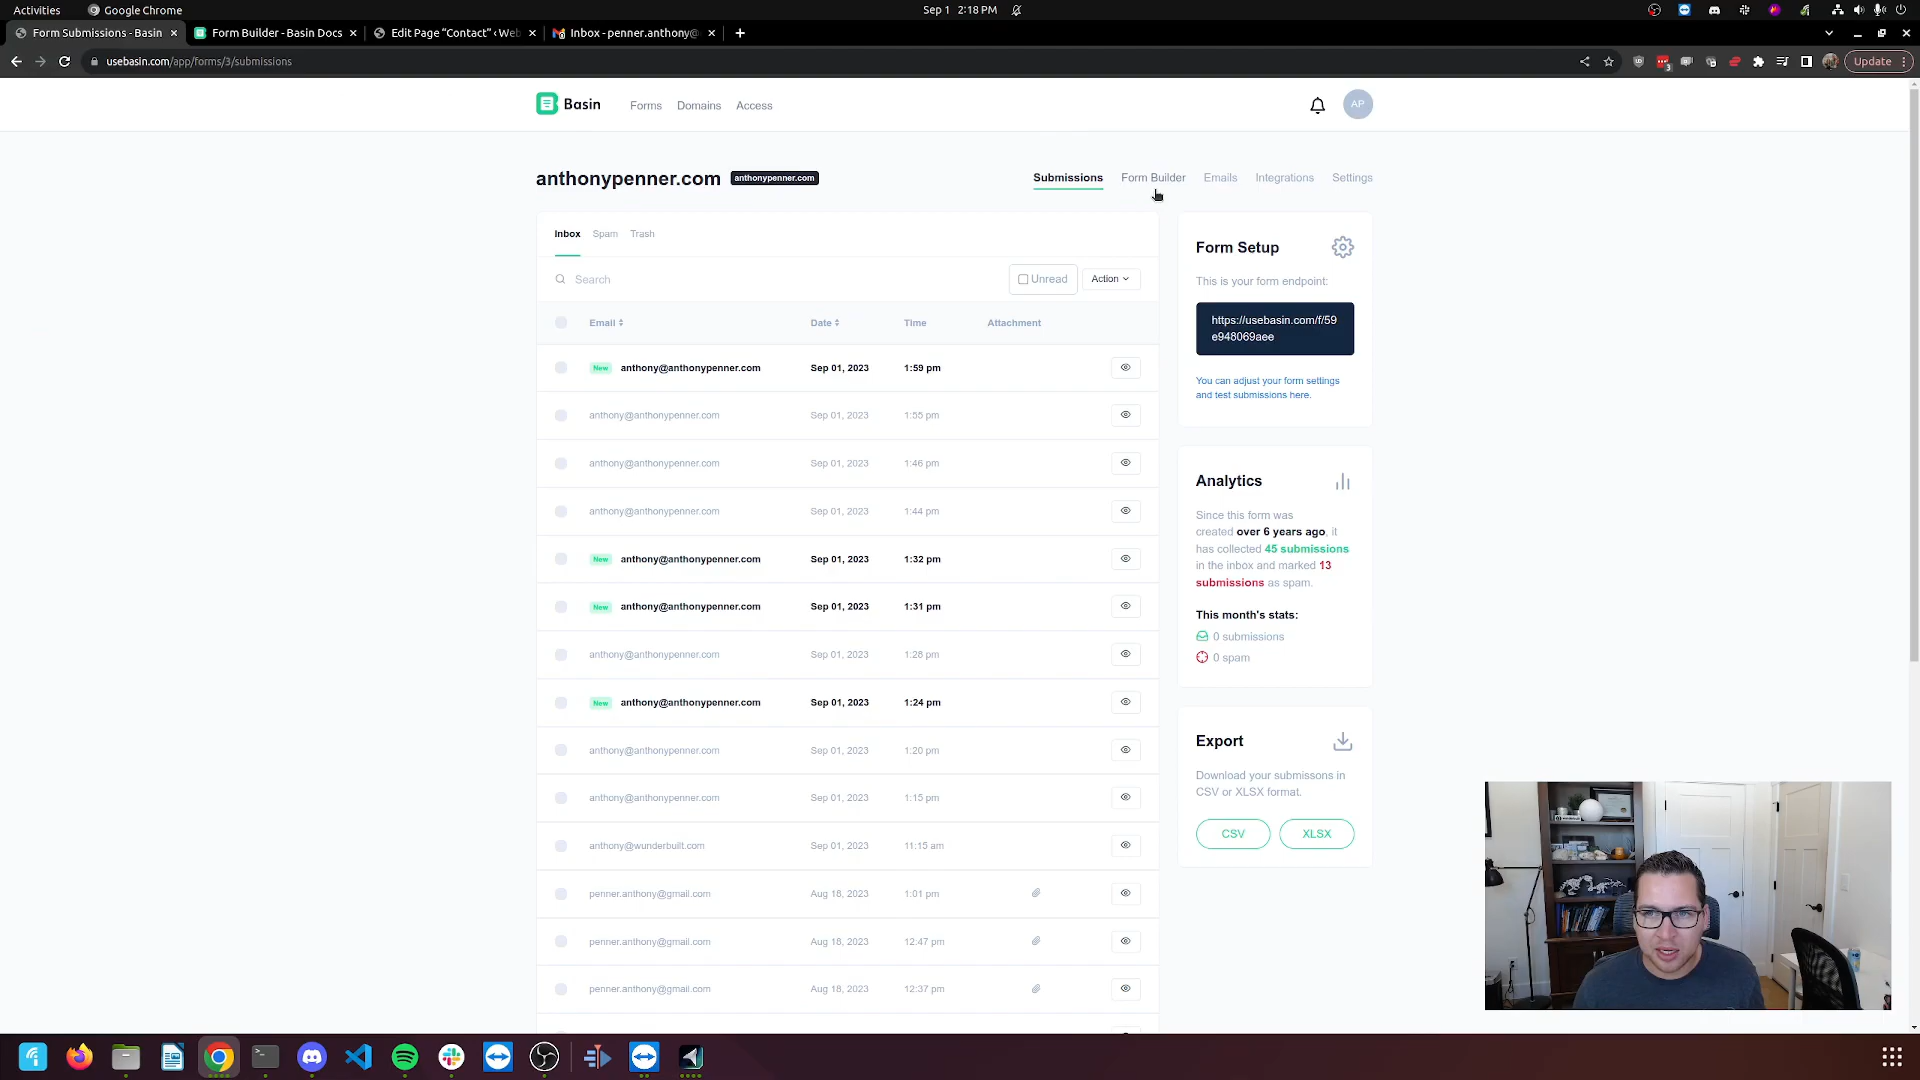 Activities
Google Chrome
Sep 1 2:18 PM
Form Submissions - Basin
Form Builder - Basin Docs
Edit Page “Contact” ‹ Web
Inbox - penner.anthony@
usebasin.com/app/forms/3/submissions
3
Update
Basin
Forms
Domains
Access
AP
anthonypenner.com
anthonypenner.com
Submissions
Form Builder
Emails
Integrations
Settings
Inbox
Spam
Trash
Search
Unread
Action
Email
Date
Time
Attachment
New anthony@anthonypenner.com Sep 01, 2023 1:59 pm
anthony@anthonypenner.com Sep 01, 2023 1:55 pm
anthony@anthonypenner.com Sep 01, 2023 1:46 pm
anthony@anthonypenner.com Sep 01, 2023 1:44 pm
New anthony@anthonypenner.com Sep 01, 2023 1:32 pm
New anthony@anthonypenner.com Sep 01, 2023 1:31 pm
anthony@anthonypenner.com Sep 01, 2023 1:28 pm
New anthony@anthonypenner.com Sep 01, 2023 1:24 pm
anthony@anthonypenner.com Sep 01, 2023 1:20 pm
anthony@anthonypenner.com Sep 01, 2023 1:15 pm
anthony@wunderbuilt.com Sep 01, 2023 11:15 am
penner.anthony@gmail.com Aug 18, 2023 1:01 pm
penner.anthony@gmail.com Aug 18, 2023 12:47 pm
penner.anthony@gmail.com Aug 18, 2023 12:37 pm
Form Setup
This is your form endpoint:
https://usebasin.com/f/59
e948069aee
You can adjust your form settings
and test submissions here.
Analytics
Since this form was
created over 6 years ago, it
has collected 45 submissions
in the inbox and marked 13
submissions as spam.
This month's stats:
0 submissions
0 spam
Export
Download your submissons in
CSV or XLSX format.
CSV
XLSX